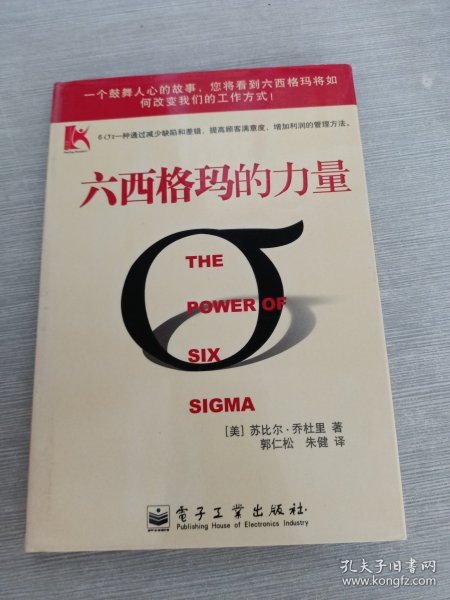 一个鼓舞人心的故事，您将看到六西格玛将如
何改变我们的工作方式！
6σ：一种通过减少缺陷和差错，提高顾客满意度，增加利润的管理方法。
六西格玛的力量
THE
POWER OF
SIX
SIGMA
[美] 苏比尔·乔杜里 著
郭仁松 朱健 译
電子工業出版社
Publishing House of Electronics Industry
孔夫子旧书网
www.kongfz.com